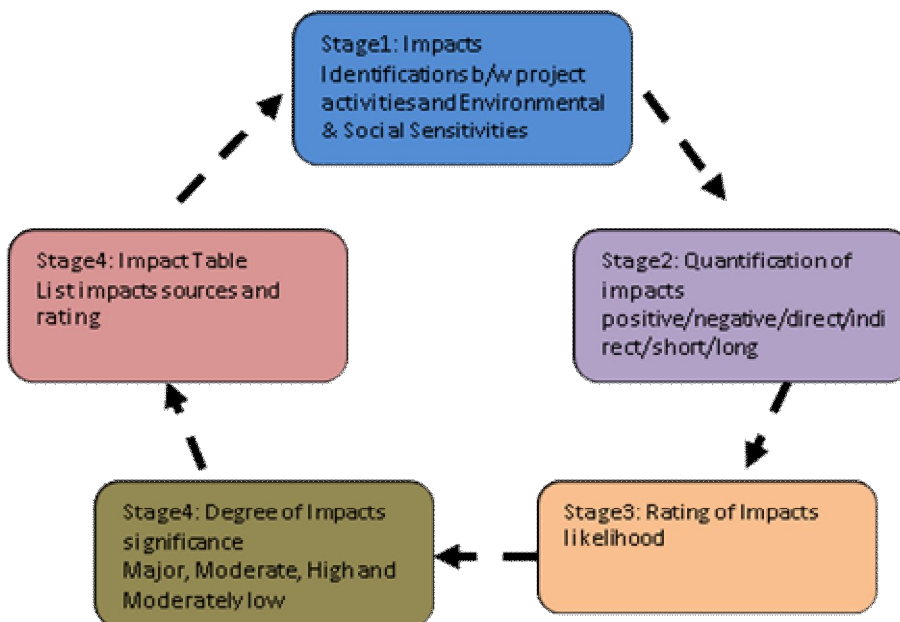 Stage1: Impacts
Identifications b/w project
activities and Environmental
& Social Sensitivities
Stage2: Quantification of
impacts
positive/negative/direct/indi
rect/short/long
Stage3: Rating of Impacts
likelihood
Stage4: Degree of Impacts
significance
Major, Moderate, High and
Moderately low
Stage4: Impact Table
List impacts sources and
rating